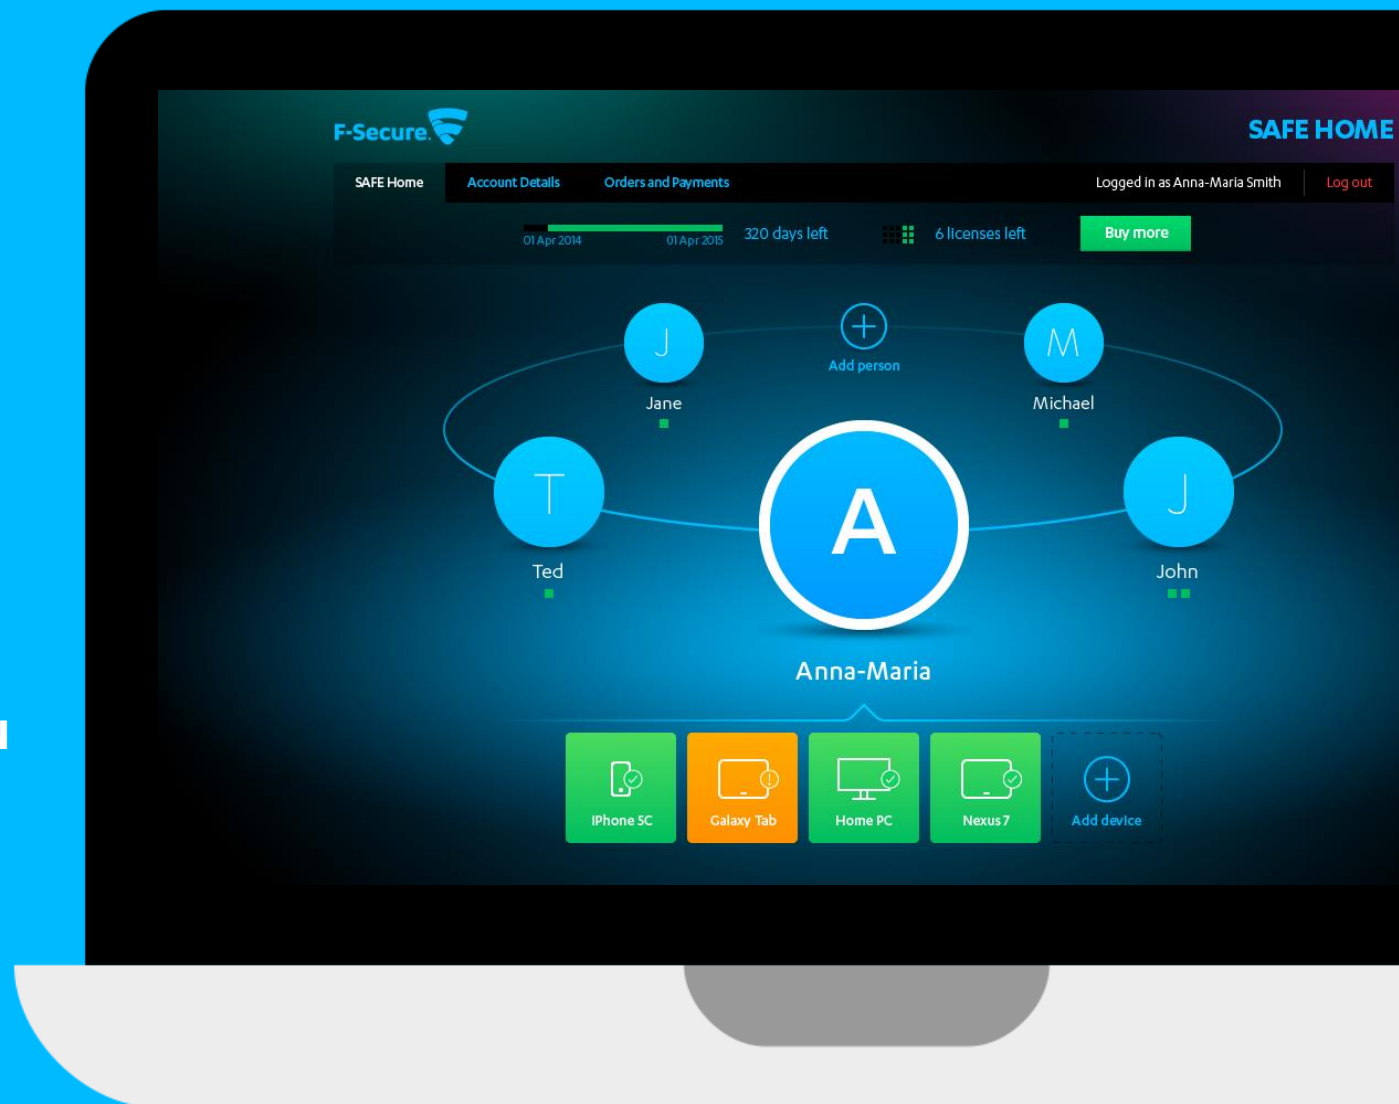 F-Secure.
SAFE HOME
SAFE Home Account Details Orders and Payments Logged in as Anna-Maria Smith Log out
01 Apr 2014 01 Apr 2015 320 days left 6 licenses left Buy more
J M
Add person
Jane Michael
T A J
Ted John
Anna-Maria
iPhone 5C Galaxy Tab Home PC Nexus 7 Add device